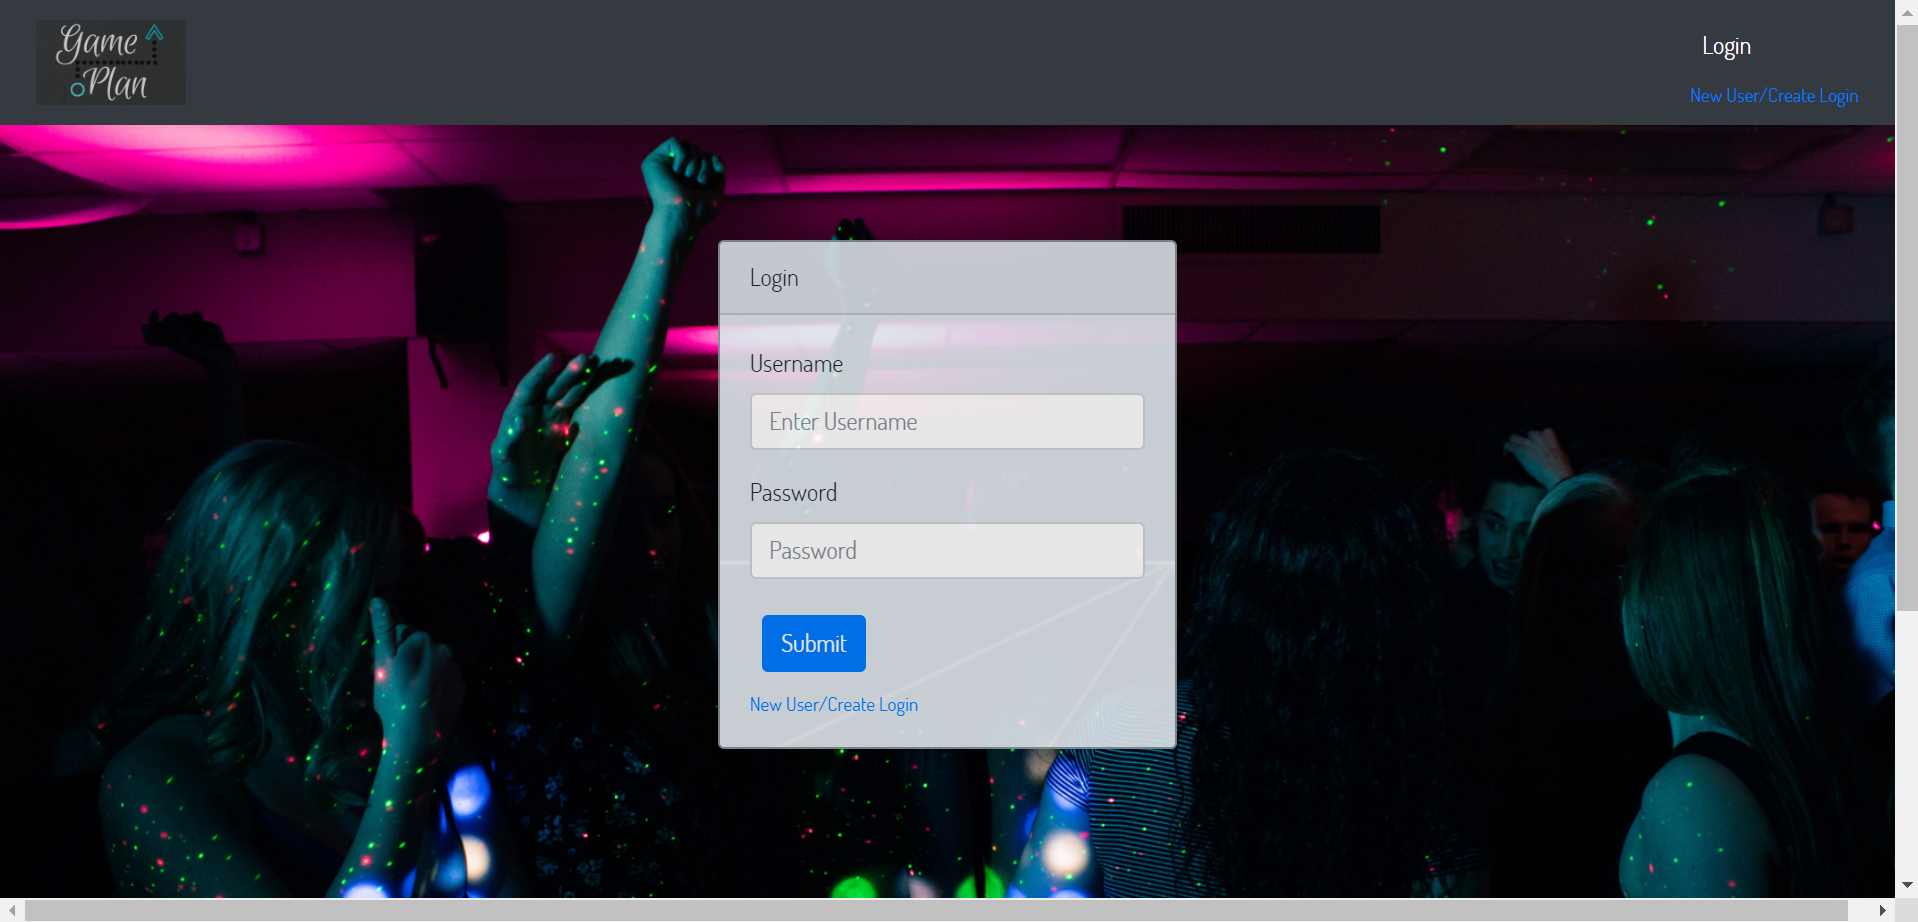 Game
Plan
Login
New User/Create Login
Login
Username
Enter Username
Password
Password
Submit
New User/Create Login